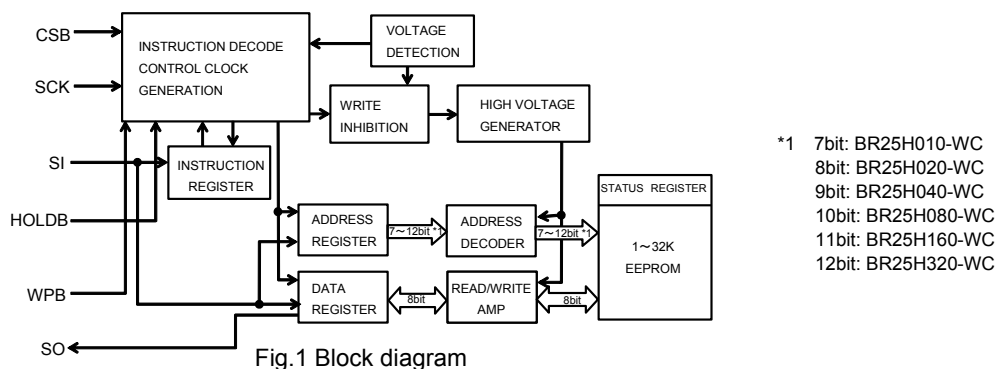 CSB
SCK
SI
HOLDB
WPB
SO
INSTRUCTION DECODE
CONTROL CLOCK
GENERATION
VOLTAGE
DETECTION
WRITE
INHIBITION
HIGH VOLTAGE
GENERATOR
INSTRUCTION
REGISTER
ADDRESS
REGISTER
7～12bit *1
ADDRESS
DECODER
7～12bit *1
STATUS REGISTER
1～32K
EEPROM
DATA
REGISTER
8bit
READ/WRITE
AMP
8bit
Fig.1 Block diagram
*1 7bit: BR25H010-WC
8bit: BR25H020-WC
9bit: BR25H040-WC
10bit: BR25H080-WC
11bit: BR25H160-WC
12bit: BR25H320-WC